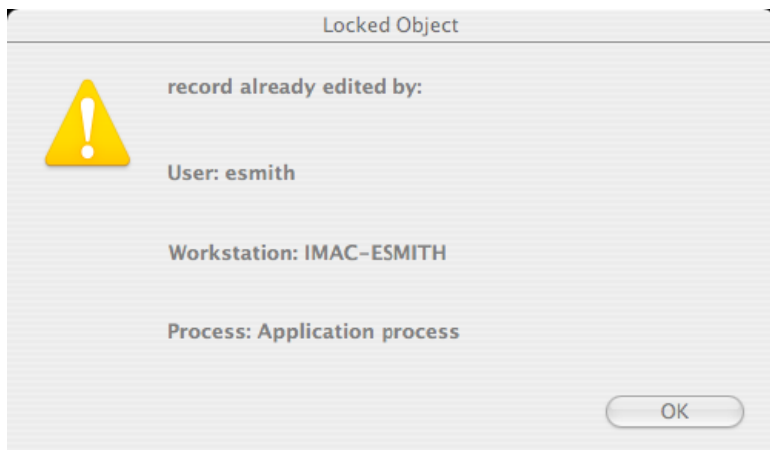 Locked Object
record already edited by:
User: esmith
Workstation: IMAC-ESMITH
Process: Application process
OK